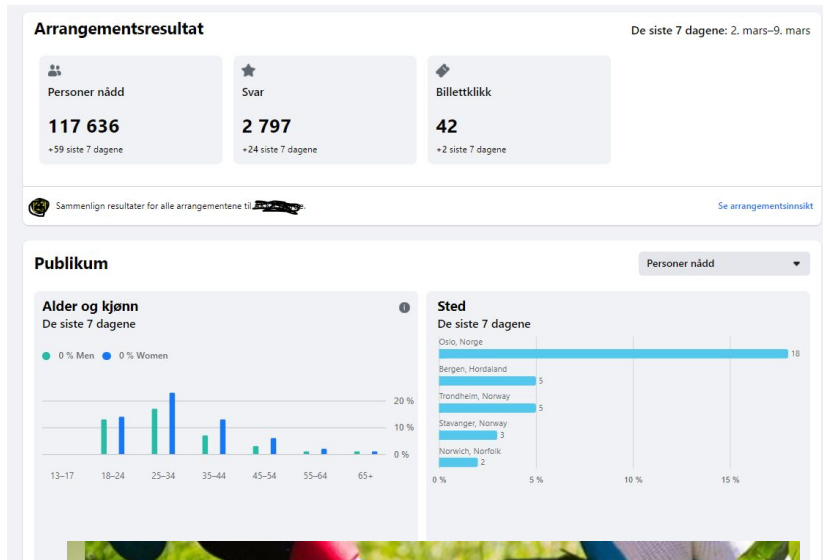 Arrangementsresultat
De siste 7 dagene: 2. mars–9. mars
Personer nådd
Svar
Billettklikk
117 636
2 797
42
+59 siste 7 dagene
+24 siste 7 dagene
+2 siste 7 dagene
Sammenlign resultater for alle arrangementene til
Se arrangementsinnsikt
Publikum
Personer nådd
Alder og kjønn
De siste 7 dagene
0 % Men 0 % Women
20 %
10 %
0 %
13–17 18–24 25–34 35–44 45–54 55–64 65+
Sted
De siste 7 dagene
Oslo, Norge
18
Bergen, Hordaland
5
Trondheim, Norway
5
Stavanger, Norway
3
Norwich, Norfolk
2
0 % 5 % 10 % 15 %